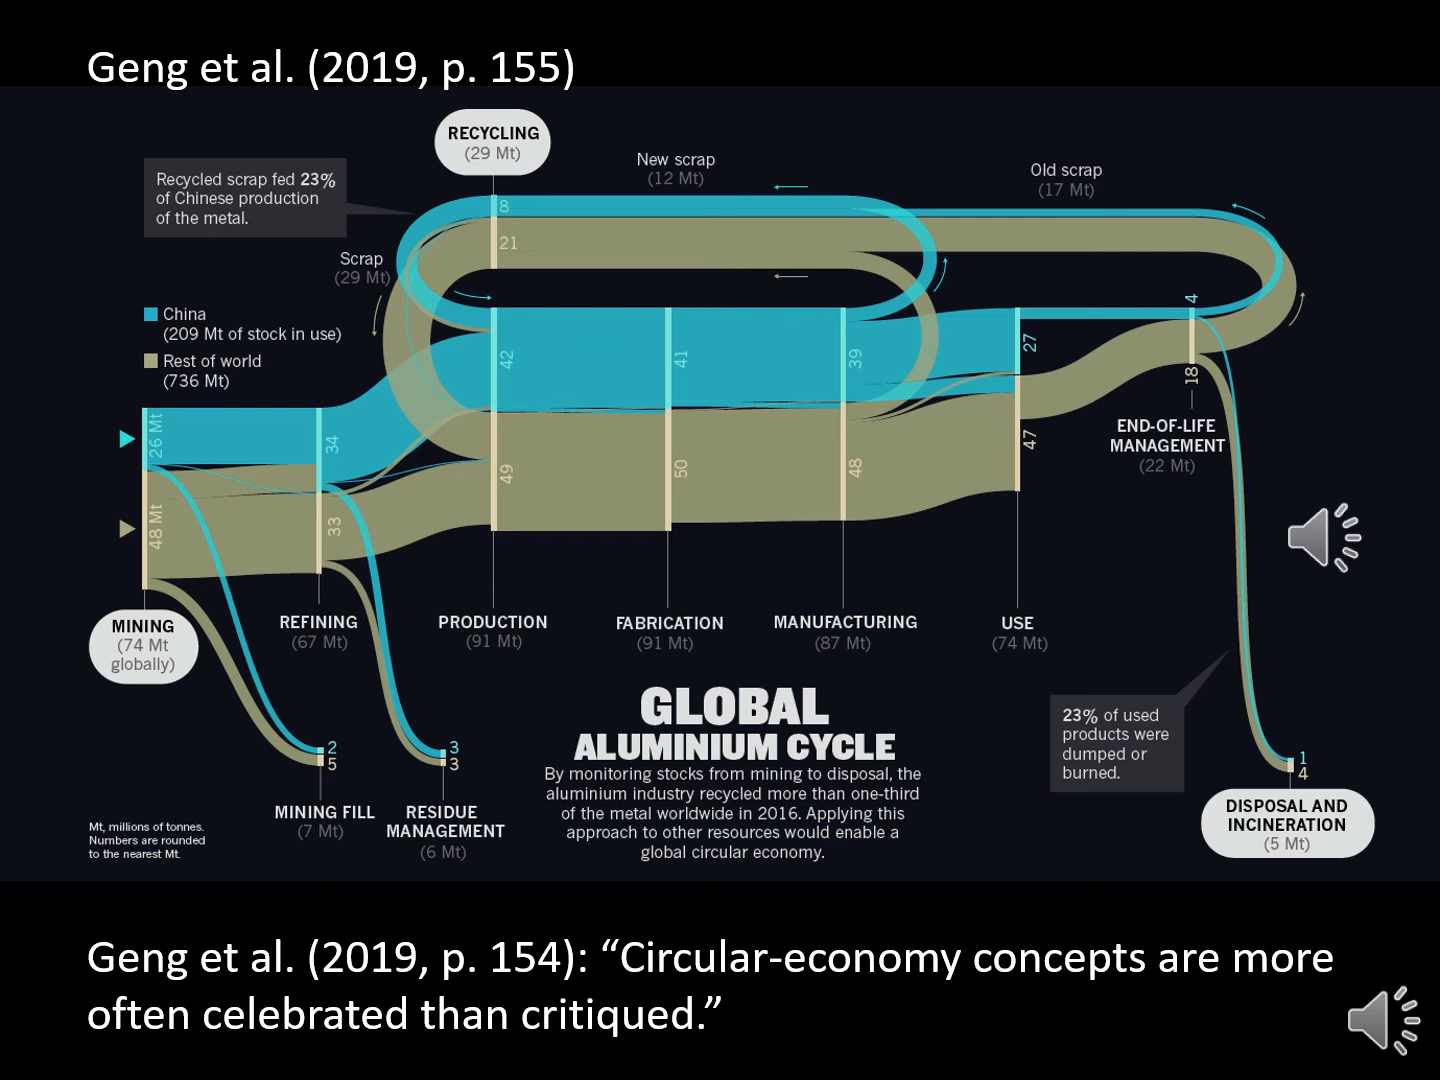 Geng et al. (2019, p. 155)
RECYCLING
(29 Mt)
New scrap
(12 Mt)
Old scrap
(17 Mt)
Recycled scrap fed 23%
of Chinese production
of the metal.
8
21
Scrap
(29 Mt)
China
(209 Mt of stock in use)
Rest of world
(736 Mt)
26 Mt
48 Mt
34
33
42
49
41
50
39
48
27
47
4
18
END-OF-LIFE
MANAGEMENT
(22 Mt)
MINING
(74 Mt
globally)
REFINING
(67 Mt)
PRODUCTION
(91 Mt)
FABRICATION
(91 Mt)
MANUFACTURING
(87 Mt)
USE
(74 Mt)
2
5
MINING FILL
(7 Mt)
3
3
RESIDUE
MANAGEMENT
(6 Mt)
GLOBAL
ALUMINIUM CYCLE
By monitoring stocks from mining to disposal, the
aluminium industry recycled more than one-third
of the metal worldwide in 2016. Applying this
approach to other resources would enable a
global circular economy.
23% of used
products were
dumped or
burned.
1
4
DISPOSAL AND
INCINERATION
(5 Mt)
Mt, millions of tonnes.
Numbers are rounded
to the nearest Mt.
Geng et al. (2019, p. 154): “Circular-economy concepts are more
often celebrated than critiqued.”